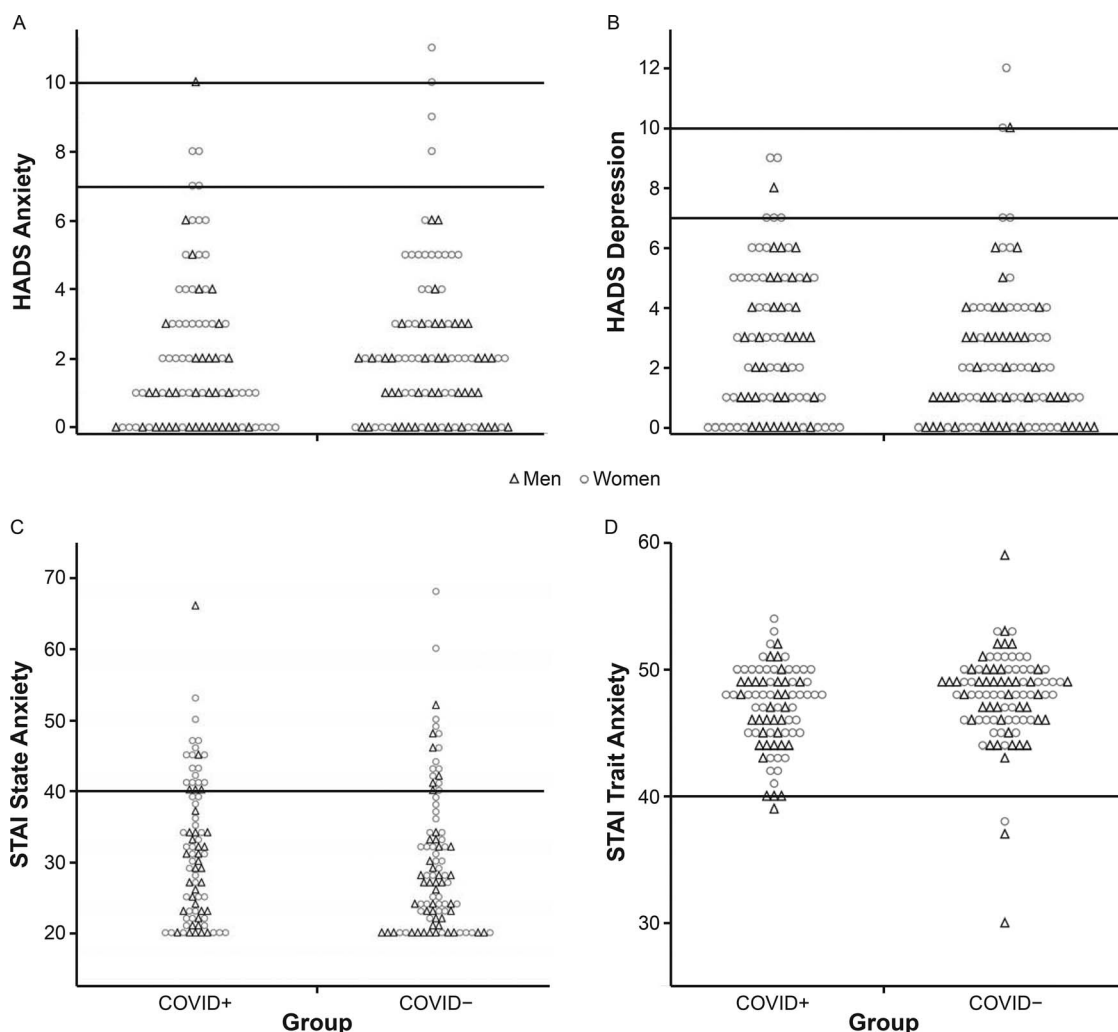 A
HADS Anxiety
10
8
6
4
2
0
B
HADS Depression
12
10
8
6
4
2
0
Men Women
C
STAI State Anxiety
70
60
50
40
30
20
COVID+ COVID−
Group
D
STAI Trait Anxiety
60
50
40
30
COVID+ COVID−
Group